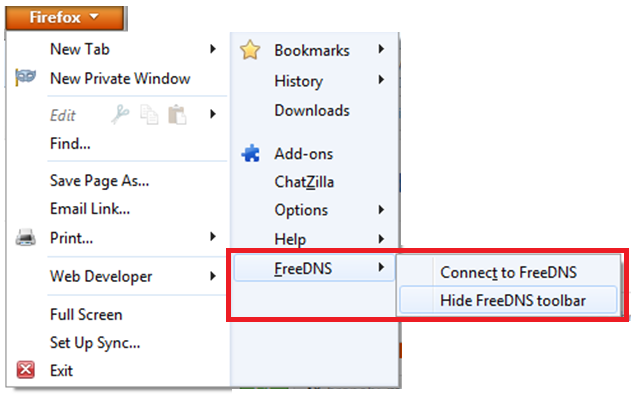 Firefox
New Tab
New Private Window
Edit
Find...
Save Page As...
Email Link...
Print...
Web Developer
Full Screen
Set Up Sync...
Exit
Bookmarks
History
Downloads
Add-ons
ChatZilla
Options
Help
FreeDNS
Connect to FreeDNS
Hide FreeDNS toolbar